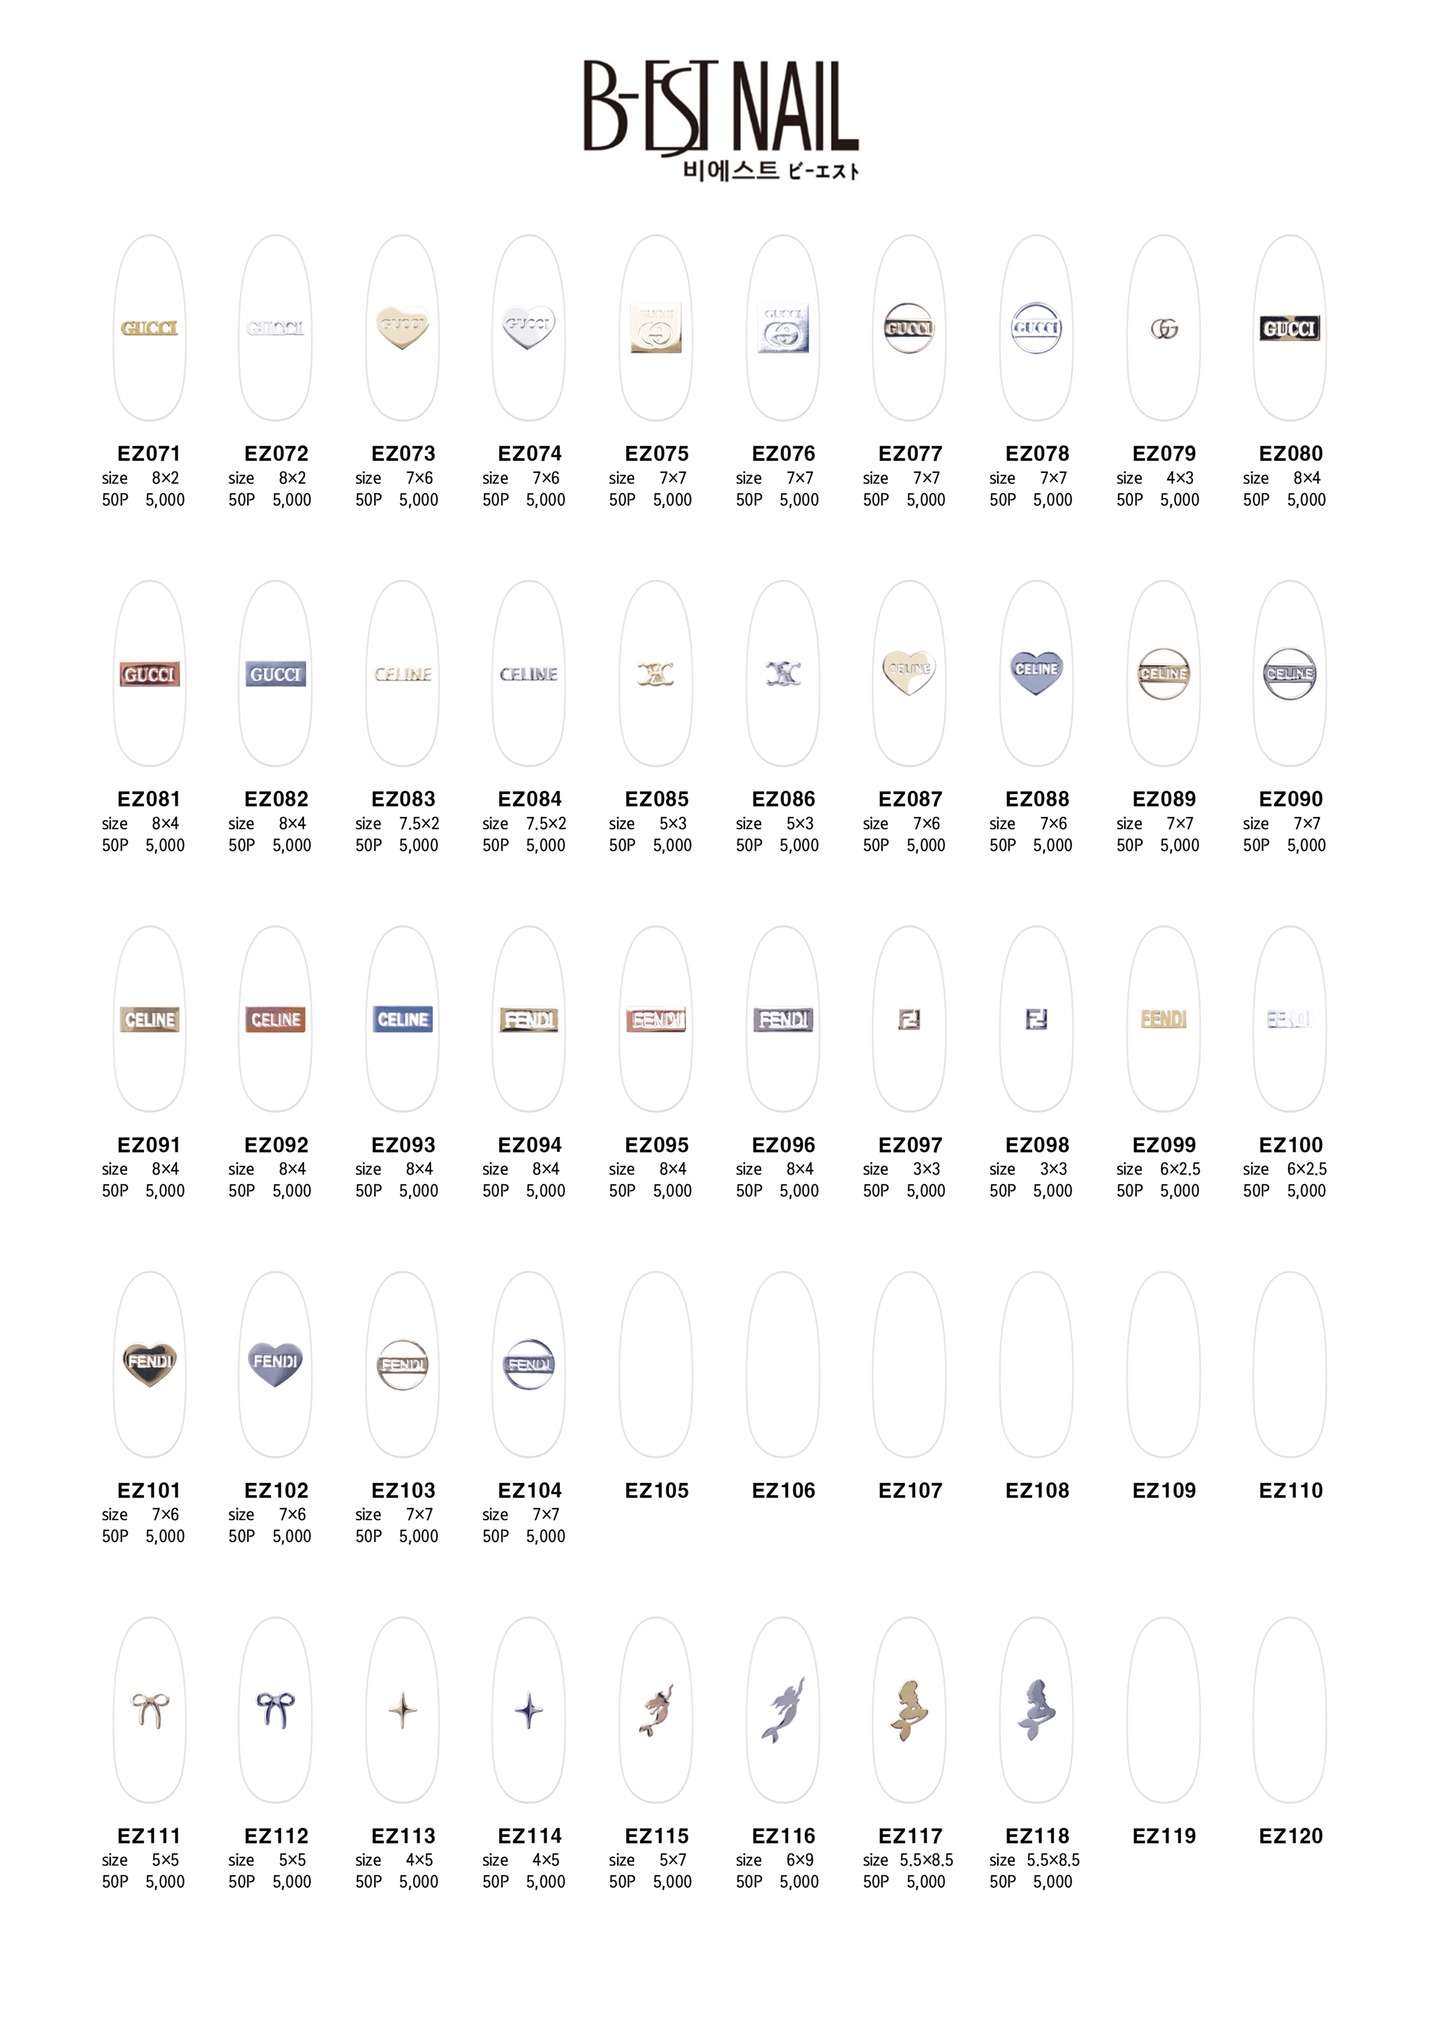 B-EST NAIL
비에스트 ビーエスト
GUCCI GUCCI GUCCI GUCCI GUCCI GUCCI GUCCI GUCCI GUCCI
EZ071 EZ072 EZ073 EZ074 EZ075 EZ076 EZ077 EZ078 EZ079 EZ080
size 8×2 size 8×2 size 7×6 size 7×6 size 7×7 size 7×7 size 7×7 size 7×7 size 4×3 size 8×4
50P 5,000 50P 5,000 50P 5,000 50P 5,000 50P 5,000 50P 5,000 50P 5,000 50P 5,000 50P 5,000 50P 5,000
GUCCI GUCCI CELINE CELINE CELINE CELINE CELINE CELINE
EZ081 EZ082 EZ083 EZ084 EZ085 EZ086 EZ087 EZ088 EZ089 EZ090
size 8×4 size 8×4 size 7.5×2 size 7.5×2 size 5×3 size 5×3 size 7×6 size 7×6 size 7×7 size 7×7
50P 5,000 50P 5,000 50P 5,000 50P 5,000 50P 5,000 50P 5,000 50P 5,000 50P 5,000 50P 5,000 50P 5,000
CELINE CELINE CELINE FENDI FENDI FENDI FENDI FENDI
EZ091 EZ092 EZ093 EZ094 EZ095 EZ096 EZ097 EZ098 EZ099 EZ100
size 8×4 size 8×4 size 8×4 size 8×4 size 8×4 size 8×4 size 3×3 size 3×3 size 6×2.5 size 6×2.5
50P 5,000 50P 5,000 50P 5,000 50P 5,000 50P 5,000 50P 5,000 50P 5,000 50P 5,000 50P 5,000 50P 5,000
FENDI FENDI FENDI FENDI
EZ101 EZ102 EZ103 EZ104 EZ105 EZ106 EZ107 EZ108 EZ109 EZ110
size 7×6 size 7×6 size 7×7 size 7×7
50P 5,000 50P 5,000 50P 5,000 50P 5,000
EZ111 EZ112 EZ113 EZ114 EZ115 EZ116 EZ117 EZ118 EZ119 EZ120
size 5×5 size 5×5 size 4×5 size 4×5 size 5×7 size 6×9 size 5.5×8.5 size 5.5×8.5
50P 5,000 50P 5,000 50P 5,000 50P 5,000 50P 5,000 50P 5,000 50P 5,000 50P 5,000